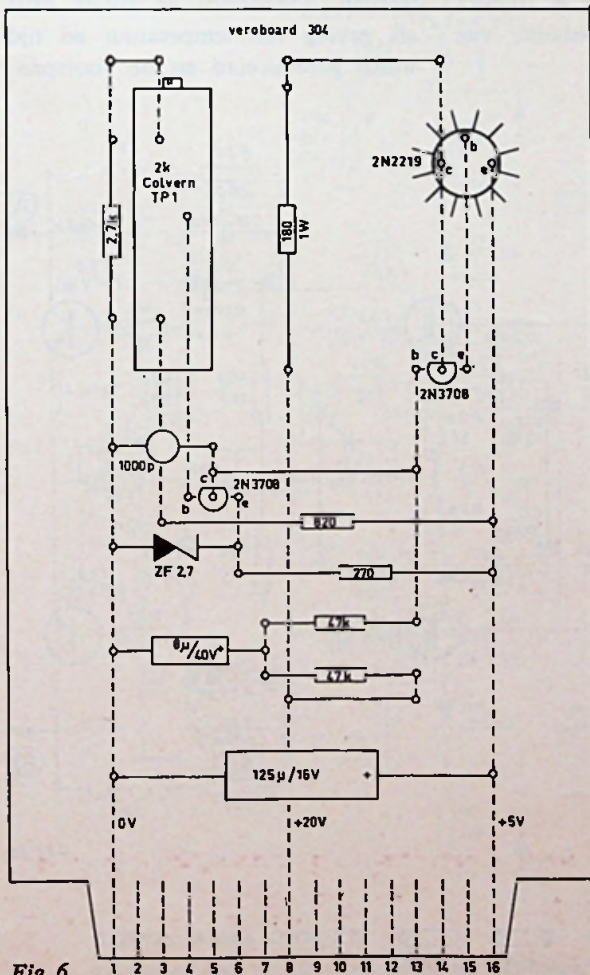 veroboard 304
2k
Colvern
TP1
2,7k
180
1W
2N2219
b
c
e
b
c
e
2N3708
1000p
c
2N3708
b
e
820
ZF 2,7
270
47k
8µ/40V+
47k
125µ/16V
+
0V
+20V
+5V
Fig. 6
1 2 3 4 5 6 7 8 9 10 11 12 13 14 15 16